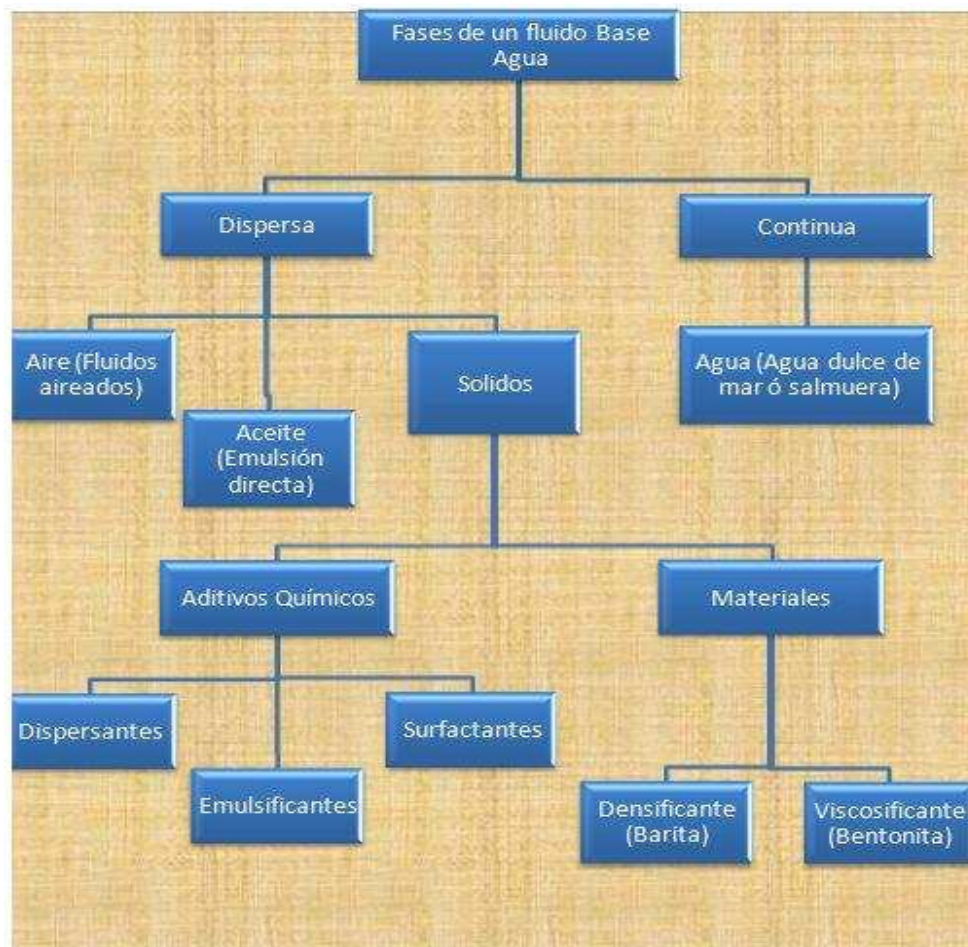 Fases de un fluido Base
Agua
Dispersa
Continua
Aire (Fluidos
aireados)
Aceite
(Emulsión
directa)
Solidos
Agua (Agua dulce de
mar ó salmuera)
Aditivos Químicos
Materiales
Dispersantes
Emulsificantes
Surfactantes
Densificante
(Barita)
Viscosificante
(Bentonita)